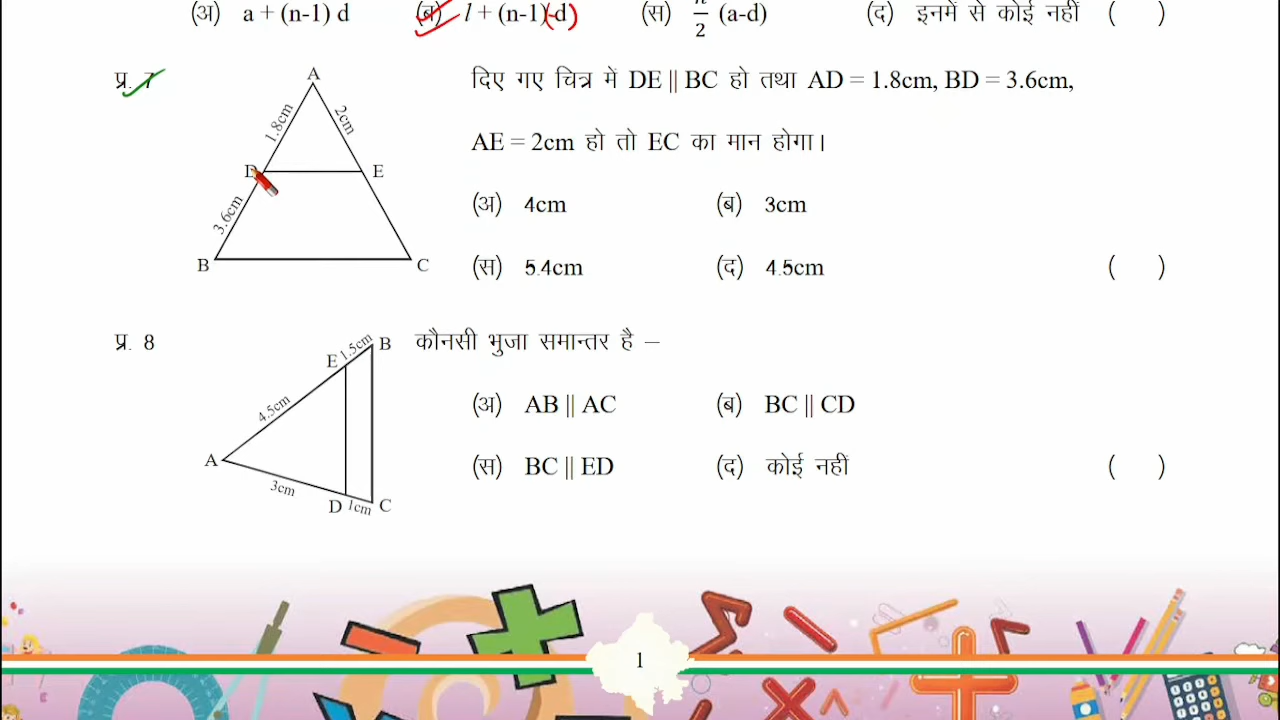 (अ) a + (n-1) d (ब) l + (n-1)(-d) (स) n/2 (a-d) (द) इनमें से कोई नहीं ( )
प्र. 7 दिए गए चित्र में DE || BC हो तथा AD = 1.8cm, BD = 3.6cm,
AE = 2cm हो तो EC का मान होगा।
(अ) 4cm (ब) 3cm
(स) 5.4cm (द) 4.5cm ( )
A
1.8cm 2cm
D E
3.6cm
B C
प्र. 8 कौनसी भुजा समान्तर है –
(अ) AB || AC (ब) BC || CD
(स) BC || ED (द) कोई नहीं ( )
E 1.5cm B
4.5cm
A
3cm D 1cm C
1